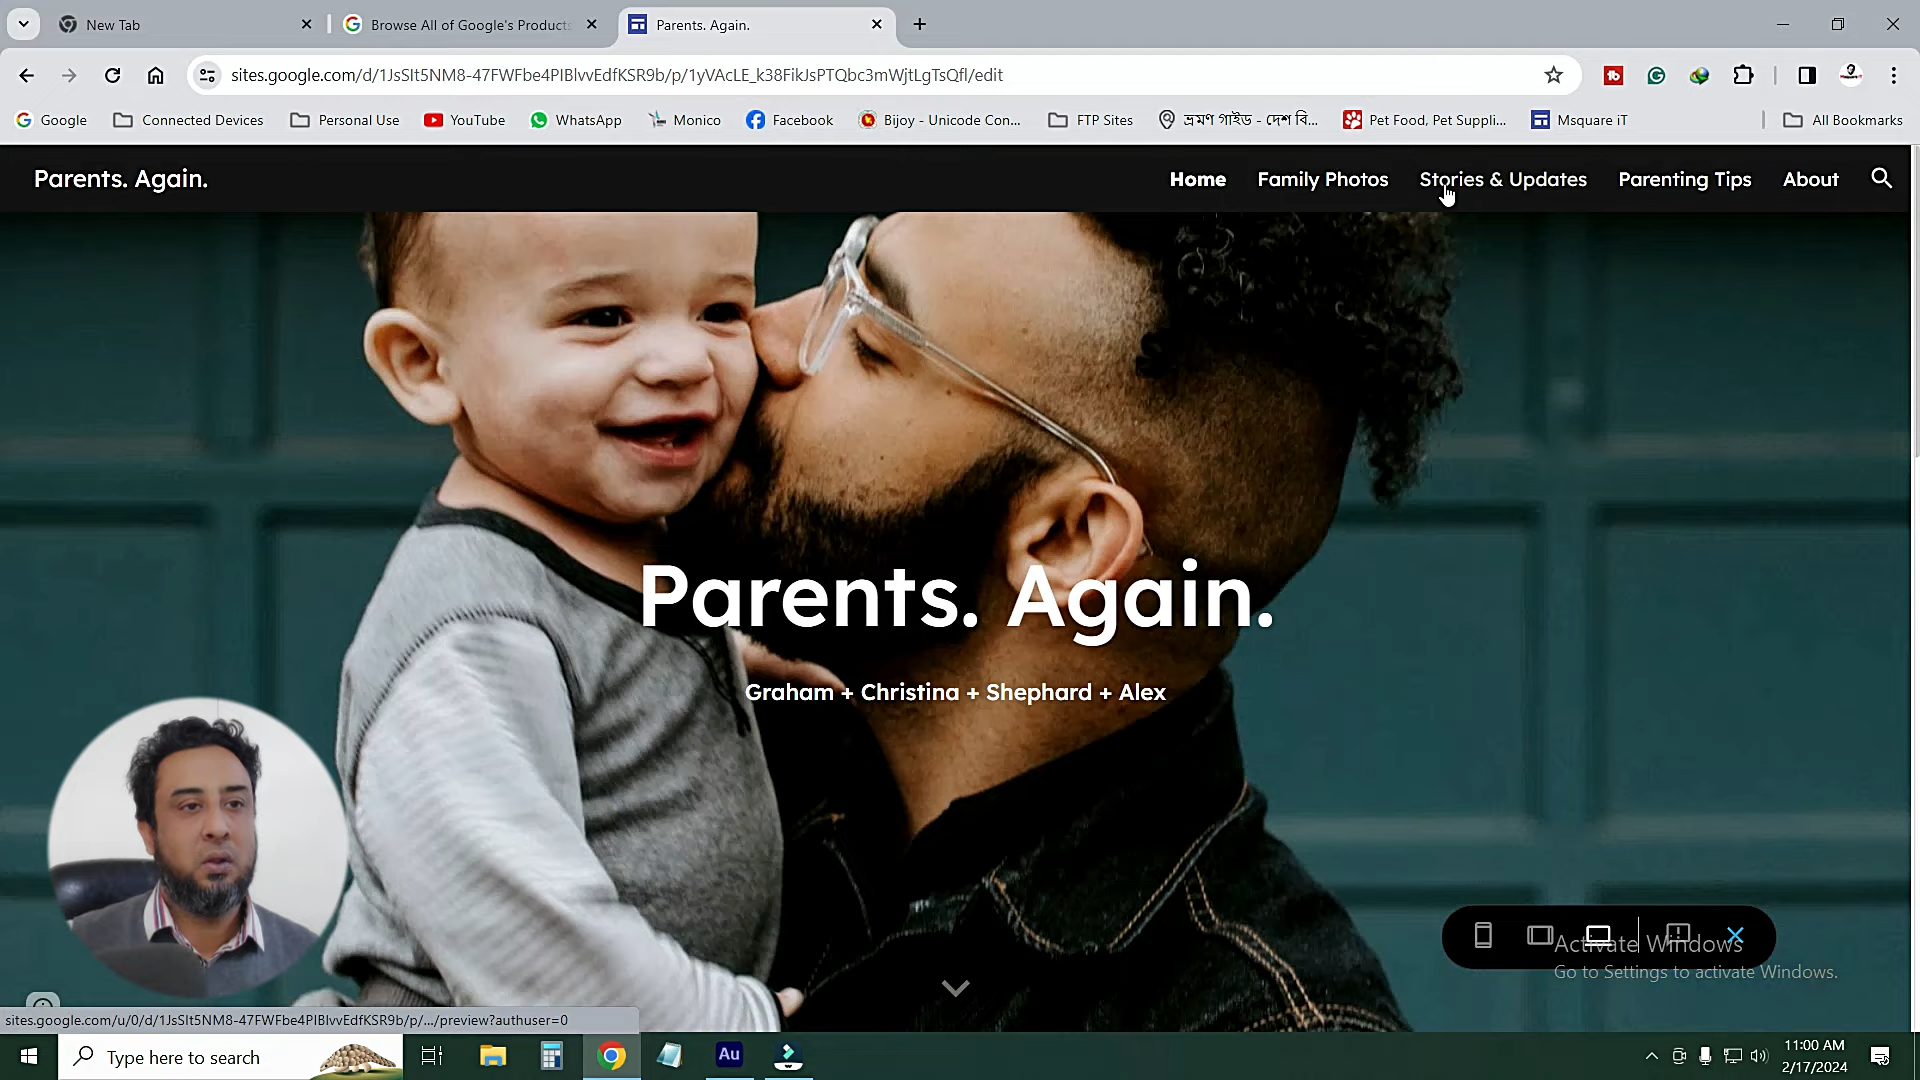 New Tab
Browse All of Google's Products
Parents. Again.
sites.google.com/d/1JsSIt5NM8-47FWFbe4PIBlvvEdfKSR9b/p/1yVAcLE_k38FikJsPTQbc3mWjtLgTsQfl/edit
Google
Connected Devices
Personal Use
YouTube
WhatsApp
Monico
Facebook
Bijoy - Unicode Con...
FTP Sites
ভ্রমণ গাইড - দেশ বি...
Pet Food, Pet Suppli...
Msquare iT
All Bookmarks
Parents. Again.
Home
Family Photos
Stories & Updates
Parenting Tips
About
Parents. Again.
Graham + Christina + Shephard + Alex
Activate Windows
Go to Settings to activate Windows.
sites.google.com/u/0/d/1JsSIt5NM8-47FWFbe4PIBlvvEdfKSR9b/p/.../preview?authuser=0
Type here to search
Au
11:00 AM
2/17/2024